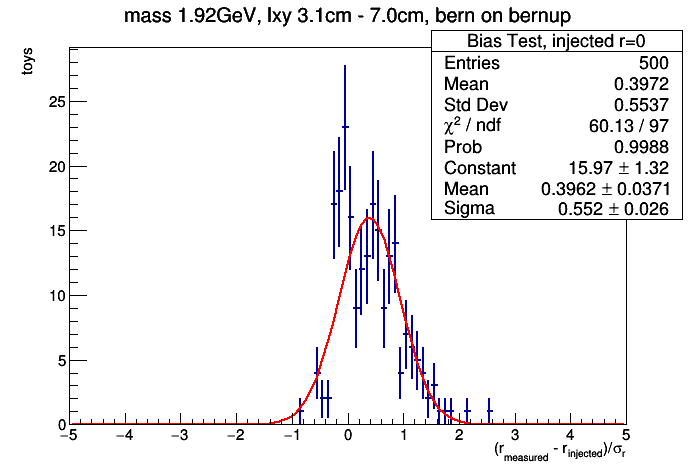 mass 1.92GeV, lxy 3.1cm - 7.0cm, bern on bernup
toys
Bias Test, injected r=0
Entries 500
Mean 0.3972
Std Dev 0.5537
χ² / ndf 60.13 / 97
Prob 0.9988
Constant 15.97 ± 1.32
Mean 0.3962 ± 0.0371
Sigma 0.552 ± 0.026
25
20
15
10
5
0
−5 −4 −3 −2 −1 0 1 2 3 4 5
(r_measured - r_injected)/σ_r